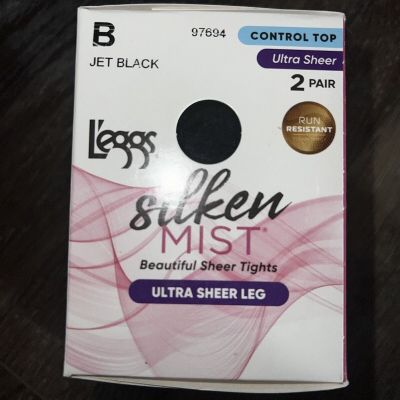 B
97694
CONTROL TOP
JET BLACK
Ultra Sheer
2 PAIR
L'eggs
RUN
RESISTANT
silken
MIST®
Beautiful Sheer Tights
ULTRA SHEER LEG